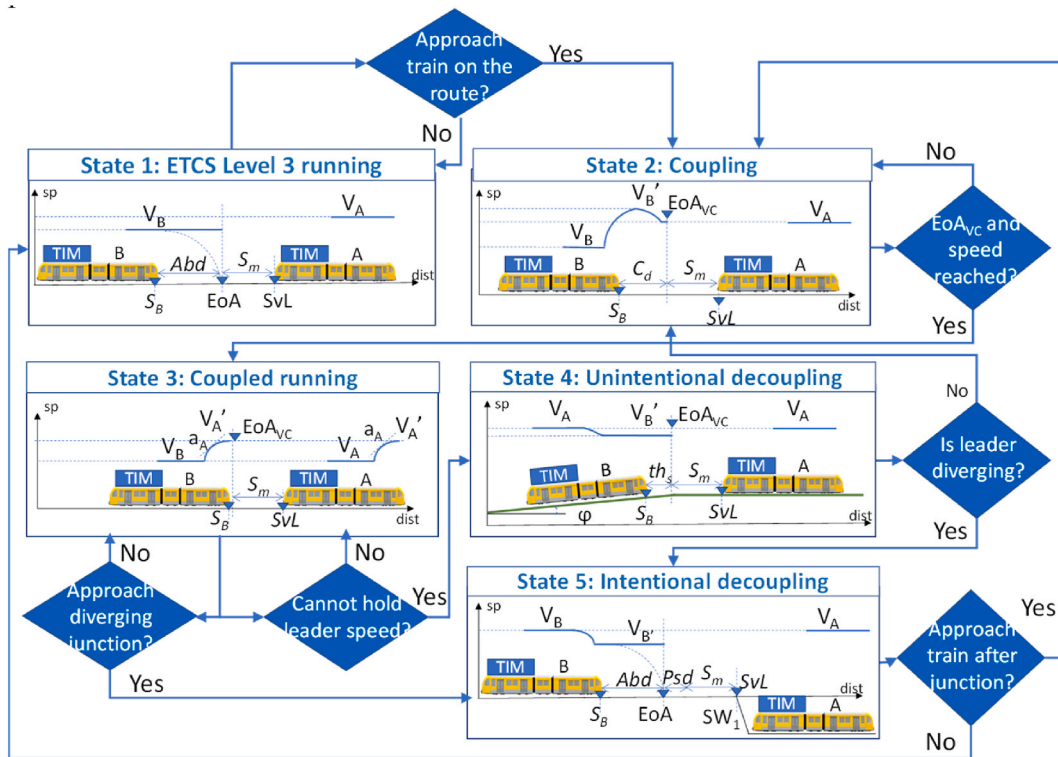 Approach
train on the
route?
Yes
No
State 1: ETCS Level 3 running
sp
V_B
V_A
TIM
B
TIM
A
Abd
S_m
dist
S_B
EoA
SvL
State 2: Coupling
sp
V_B'
EoA_VC
V_B
V_A
TIM
B
TIM
A
C_d
S_m
dist
S_B
SvL
No
EoA_VC and
speed
reached?
Yes
State 3: Coupled running
sp
V_A'
EoA_VC
V_B
a_A
V_A
a_A
V_A'
TIM
B
TIM
A
S_m
S_B
SvL
dist
State 4: Unintentional decoupling
sp
V_A
V_B'
EoA_VC
V_A
TIM
B
th_s
S_m
TIM
A
φ
S_B
SvL
dist
No
Is leader
diverging?
Yes
No
Approach
diverging
junction?
Yes
No
Cannot hold
leader speed?
Yes
State 5: Intentional decoupling
sp
V_B
V_B'
V_A
TIM
B
Abd
Psd
S_m
SvL
dist
S_B
EoA
SW_1
TIM
A
Approach
train after
junction?
Yes
No